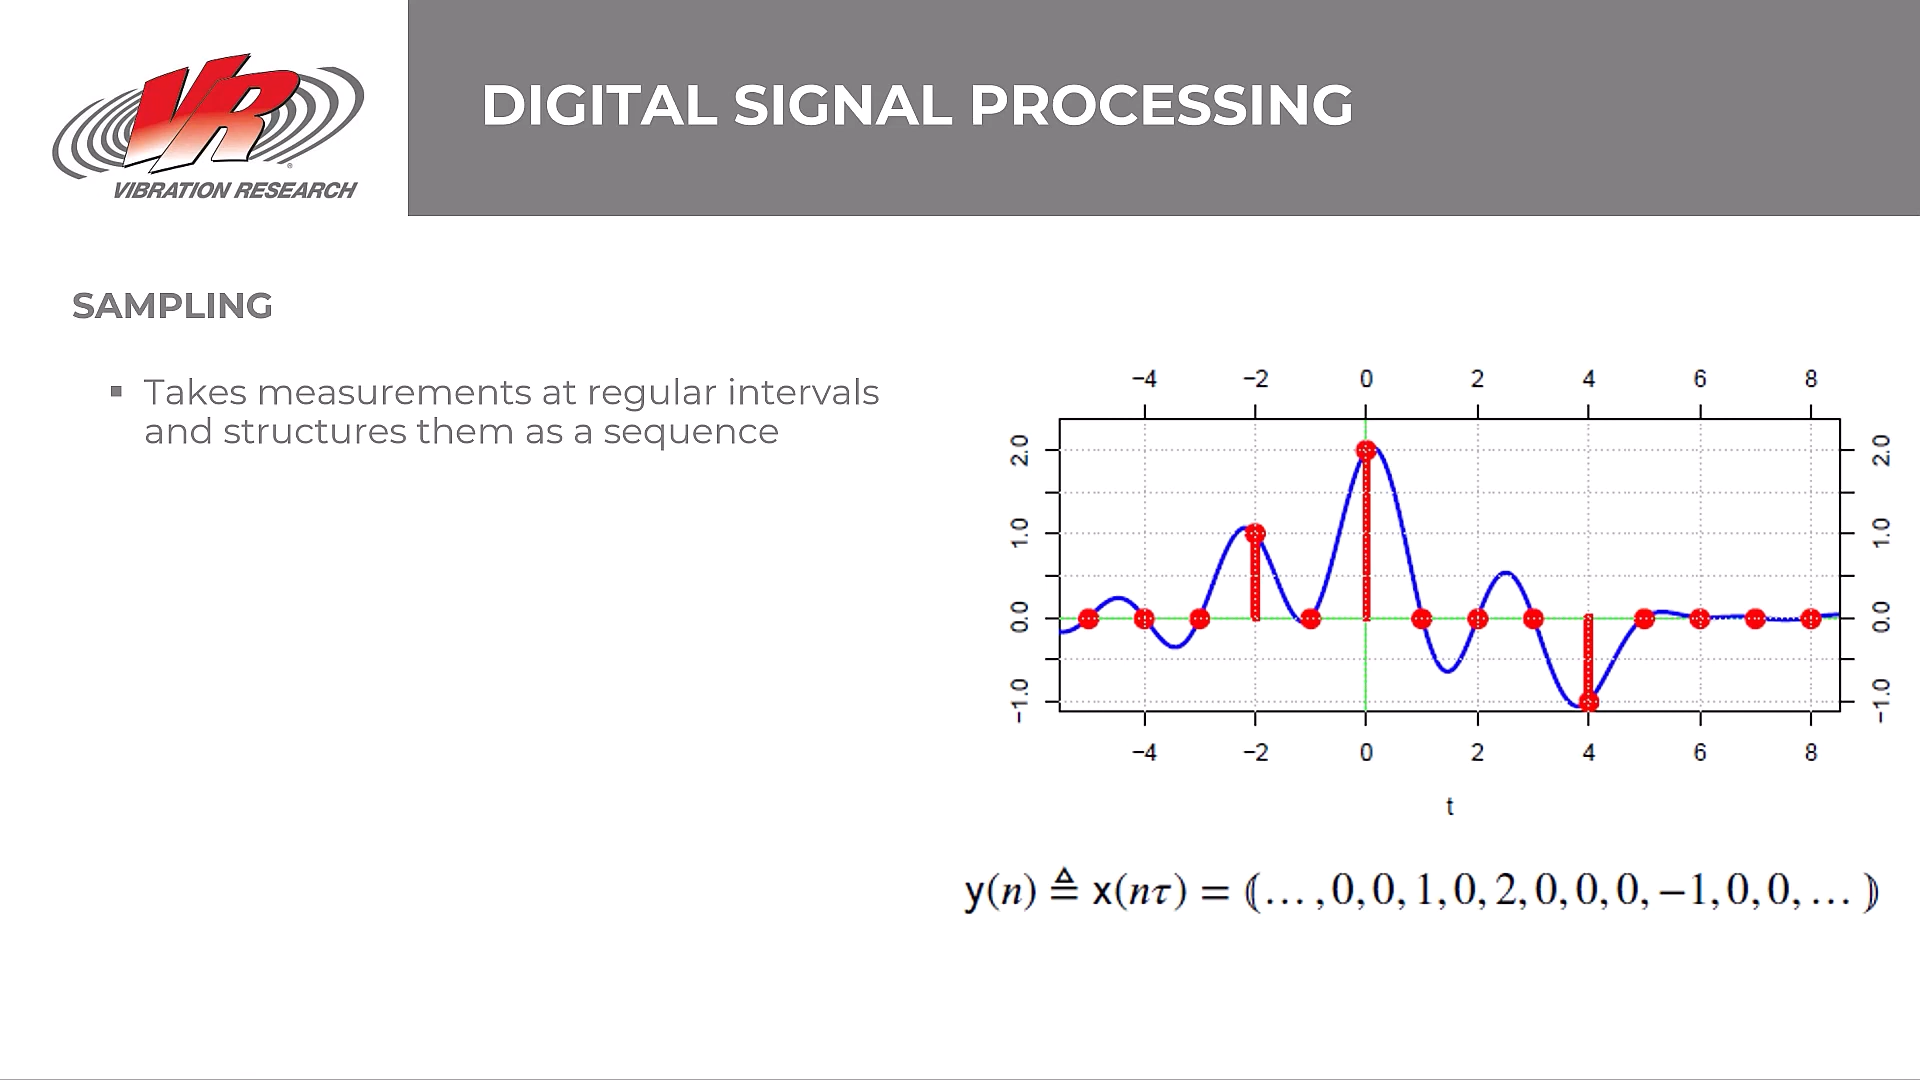 VR
VIBRATION RESEARCH
DIGITAL SIGNAL PROCESSING
SAMPLING
▪ Takes measurements at regular intervals
and structures them as a sequence
−4 −2 0 2 4 6 8
2.0 2.0
1.0 1.0
0.0 0.0
−1.0 −1.0
−4 −2 0 2 4 6 8
t
y(n) ≜ x(nτ) = ⦅…,0,0,1,0,2,0,0,0,−1,0,0,…⦆